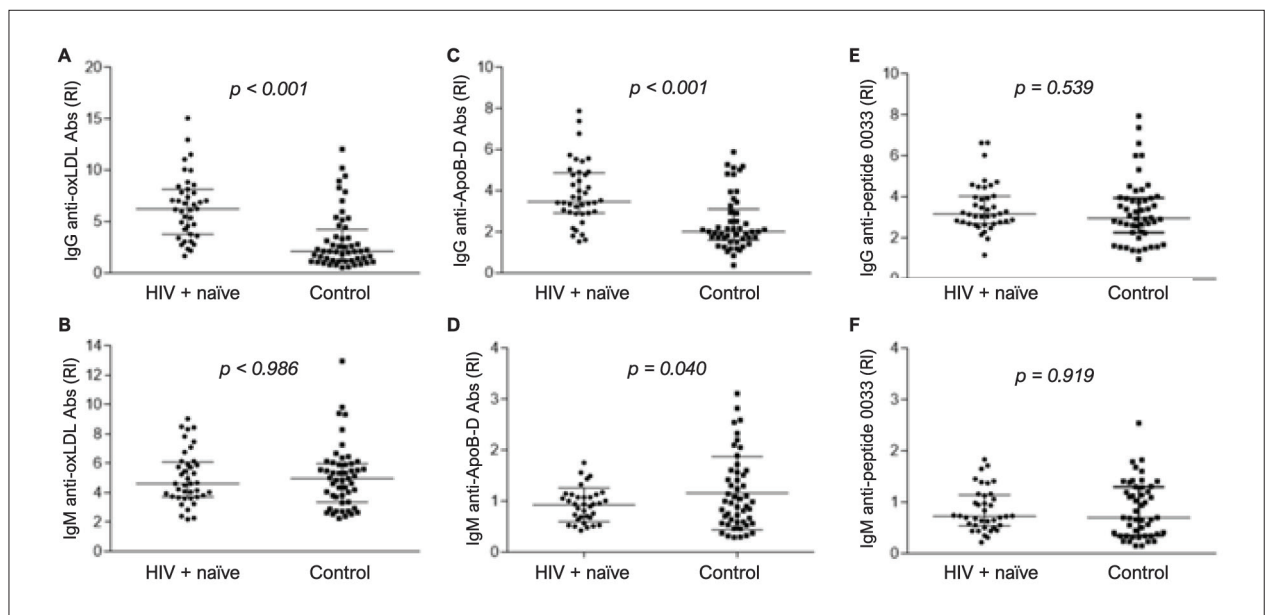 A
IgG anti-oxLDL Abs (RI)
20
15
10
5
0
p < 0.001
HIV + naïve
Control
C
IgG anti-ApoB-D Abs (RI)
10
8
6
4
2
0
p < 0.001
HIV + naïve
Control
E
IgG anti-peptide 0033 (RI)
10
8
6
4
2
0
p = 0.539
HIV + naïve
Control
B
IgM anti-oxLDL Abs (RI)
14
12
10
8
6
4
2
0
p < 0.986
HIV + naïve
Control
D
IgM anti-ApoB-D Abs (RI)
4
3
2
1
0
p = 0.040
HIV + naïve
Control
F
IgM anti-peptide 0033 (RI)
4
3
2
1
0
p = 0.919
HIV + naïve
Control